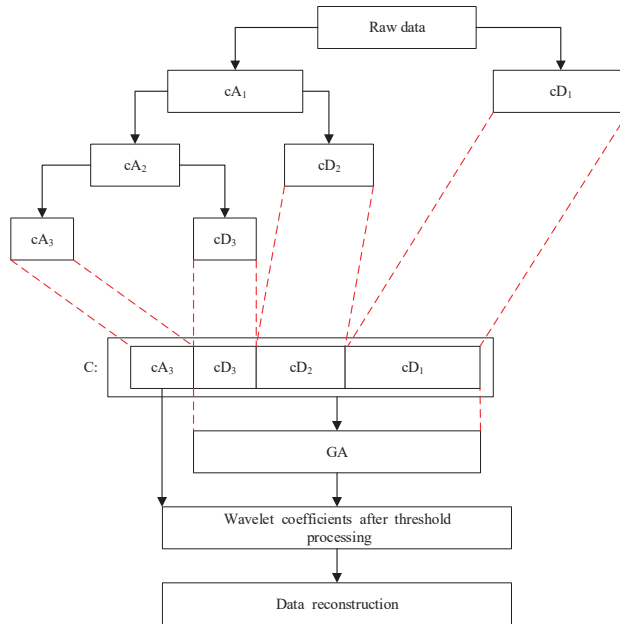 Raw data
cA₁
cD₁
cA₂
cD₂
cA₃
cD₃
C:
cA₃
cD₃
cD₂
cD₁
GA
Wavelet coefficients after threshold
processing
Data reconstruction